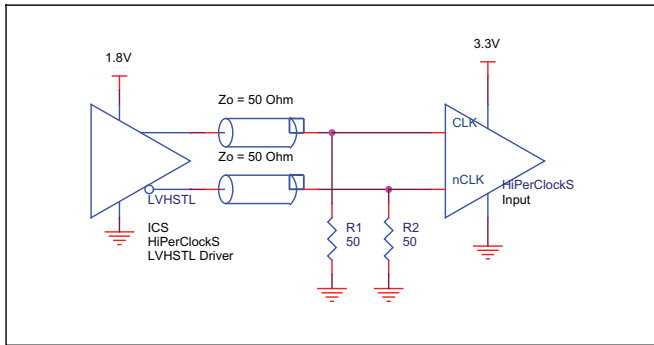 1.8V
3.3V
Zo = 50 Ohm
CLK
Zo = 50 Ohm
nCLK
HiPerClockS
Input
LVHSTL
ICS
HiPerClockS
LVHSTL Driver
R1
50
R2
50